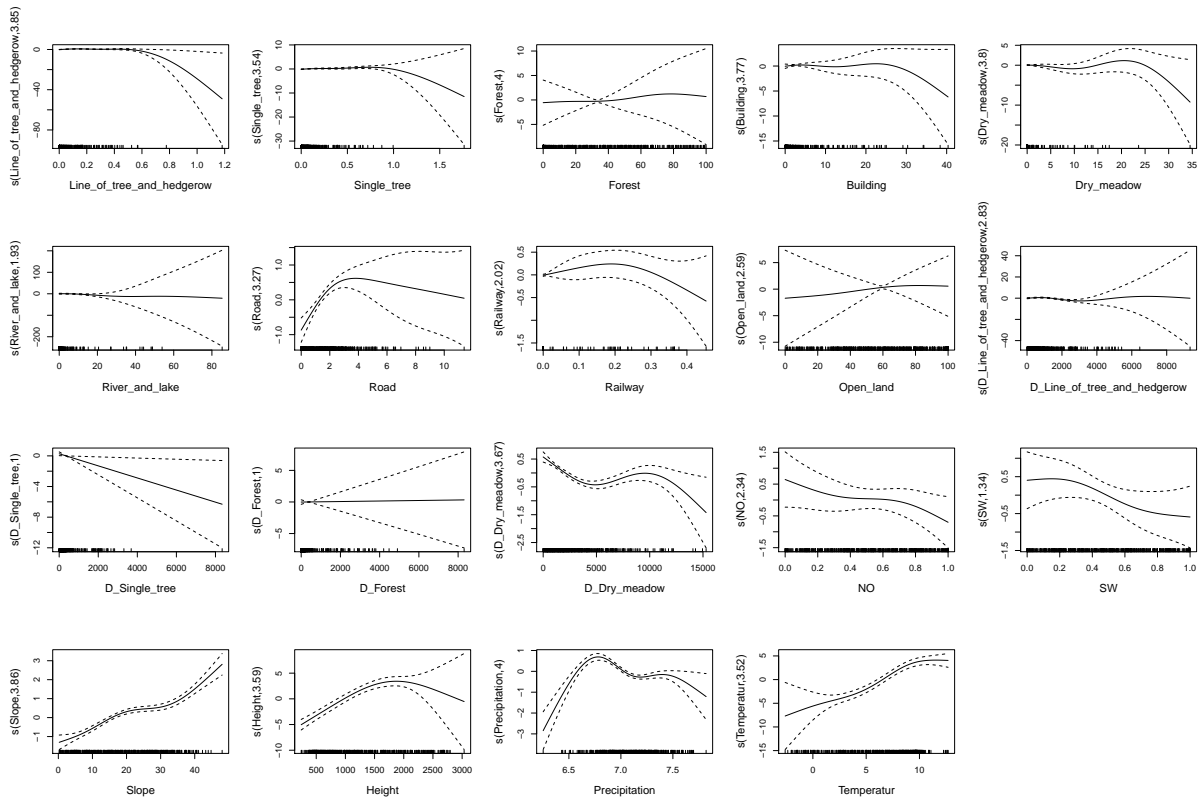 s(Line_of_tree_and_hedgerow,3.85)
0
−40
−80
0.0 0.2 0.4 0.6 0.8 1.0 1.2
Line_of_tree_and_hedgerow
s(Single_tree,3.54)
10
0
−10
−30
0.0 0.5 1.0 1.5
Single_tree
s(Forest,4)
5
0
−5
0 20 40 60 80 100
Forest
s(Building,3.77)
5
0
−5
−15
0 10 20 30 40
Building
s(Dry_meadow,3.8)
5
0
−10
−20
0 5 10 15 20 25 30 35
Dry_meadow
s(River_and_lake,1.93)
100
0
−200
0 20 40 60 80
River_and_lake
s(Road,3.27)
1.0
0.0
−1.0
0 2 4 6 8 10
Road
s(Railway,2.02)
0.5
0.0
−0.5
−1.5
0.0 0.1 0.2 0.3 0.4
Railway
s(Open_land,2.59)
5
0
−5
−10
0 20 40 60 80 100
Open_land
s(D_Line_of_tree_and_hedgerow,2.83)
40
20
0
−40
0 2000 4000 6000 8000
D_Line_of_tree_and_hedgerow
s(D_Single_tree,1)
0
−4
−8
−12
0 2000 4000 6000 8000
D_Single_tree
s(D_Forest,1)
5
0
−5
0 2000 4000 6000 8000
D_Forest
s(D_Dry_meadow,3.67)
0.5
−0.5
−1.5
−2.5
0 5000 10000 15000
D_Dry_meadow
s(NO,2.34)
1.5
0.5
−0.5
−1.5
0.0 0.2 0.4 0.6 0.8 1.0
NO
s(SW,1.34)
0.5
−0.5
−1.5
0.0 0.2 0.4 0.6 0.8 1.0
SW
s(Slope,3.86)
3
2
1
0
−1
0 10 20 30 40
Slope
s(Height,3.59)
5
0
−5
−10
500 1000 1500 2000 2500 3000
Height
s(Precipitation,4)
1
0
−1
−3
6.5 7.0 7.5
Precipitation
s(Temperatur,3.52)
5
0
−5
−10
−15
0 5 10
Temperatur